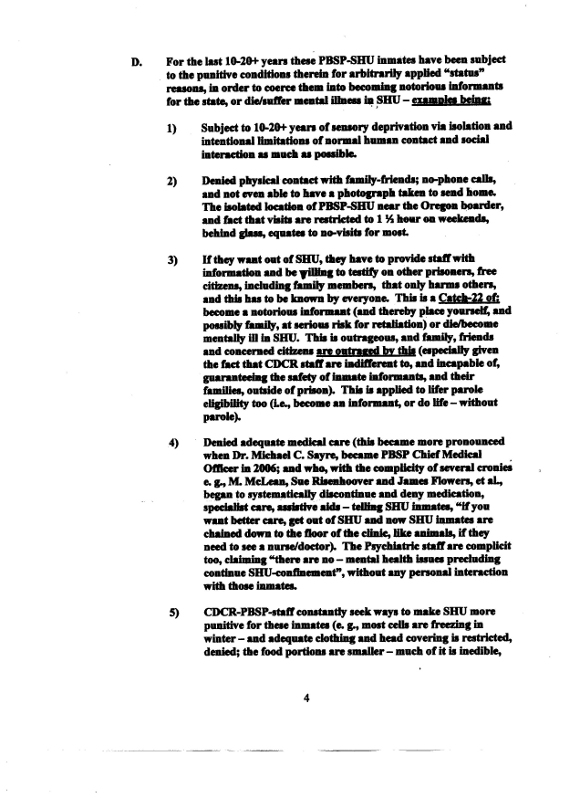 D. For the last 10-20+ years these PBSP-SHU inmates have been subject
to the punitive conditions therein for arbitrarily applied “status”
reasons, in order to coerce them into becoming notorious informants
for the state, or die/suffer mental illness in SHU – examples being:
1) Subject to 10-20+ years of sensory deprivation via isolation and
intentional limitations of normal human contact and social
interaction as much as possible.
2) Denied physical contact with family-friends; no-phone calls,
and not even able to have a photograph taken to send home.
The isolated location of PBSP-SHU near the Oregon boarder,
and fact that visits are restricted to 1 ½ hour on weekends,
behind glass, equates to no-visits for most.
3) If they want out of SHU, they have to provide staff with
information and be willing to testify on other prisoners, free
citizens, including family members, that only harms others,
and this has to be known by everyone. This is a Catch-22 of:
become a notorious informant (and thereby place yourself, and
possibly family, at serious risk for retaliation) or die/become
mentally ill in SHU. This is outrageous, and family, friends
and concerned citizens are outraged by this (especially given
the fact that CDCR staff are indifferent to, and incapable of,
guaranteeing the safety of inmate informants, and their
families, outside of prison). This is applied to lifer parole
eligibility too (i.e., become an informant, or do life – without
parole).
4) Denied adequate medical care (this became more pronounced
when Dr. Michael C. Sayre, became PBSP Chief Medical
Officer in 2006; and who, with the complicity of several cronies
e. g., M. McLean, Sue Risenhoover and James Flowers, et al.,
began to systematically discontinue and deny medication,
specialist care, assistive aids – telling SHU inmates, “if you
want better care, get out of SHU and now SHU inmates are
chained down to the floor of the clinic, like animals, if they
need to see a nurse/doctor). The Psychiatric staff are complicit
too, claiming “there are no – mental health issues precluding
continue SHU-confinement”, without any personal interaction
with those inmates.
5) CDCR-PBSP-staff constantly seek ways to make SHU more
punitive for these inmates (e. g., most cells are freezing in
winter – and adequate clothing and head covering is restricted,
denied; the food portions are smaller – much of it is inedible,
4